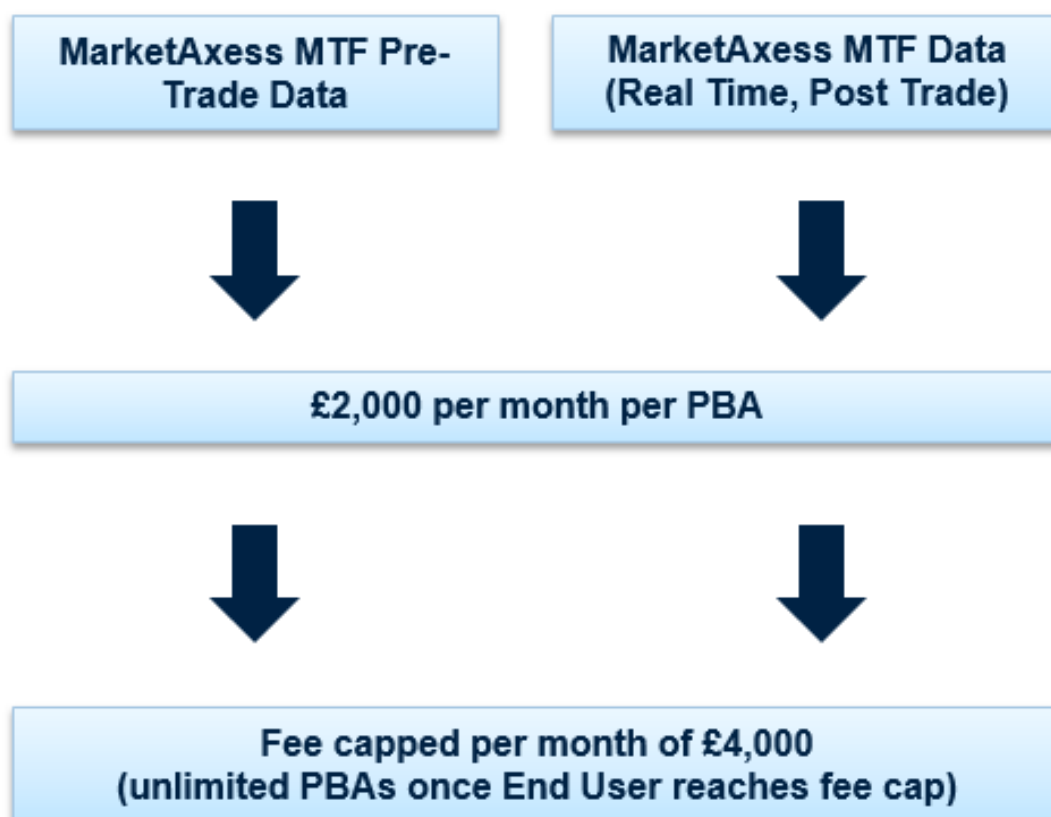 MarketAxess MTF Pre-
Trade Data
MarketAxess MTF Data
(Real Time, Post Trade)
£2,000 per month per PBA
Fee capped per month of £4,000
(unlimited PBAs once End User reaches fee cap)